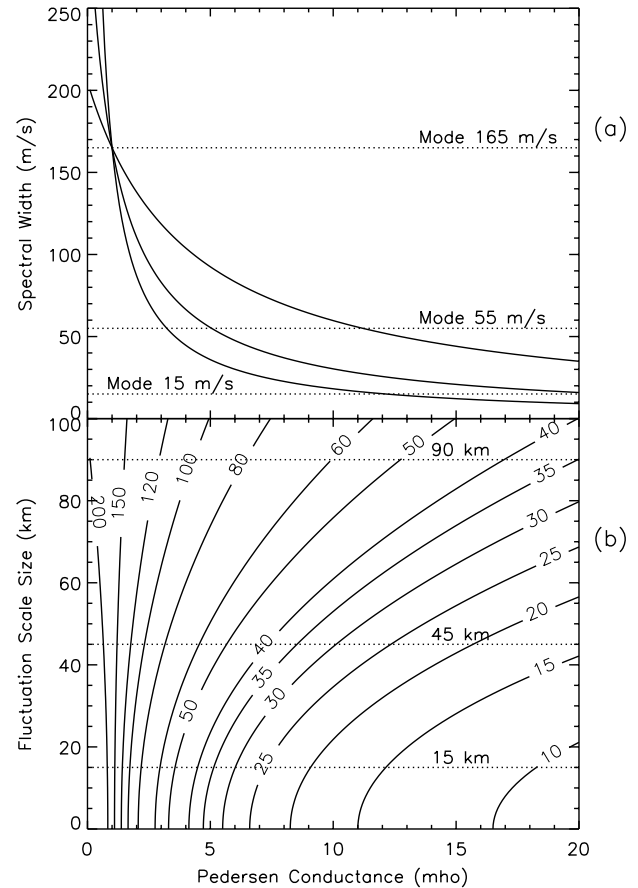 250
200
150
100
50
0
Spectral Width (m/s)
Mode 165 m/s
Mode 55 m/s
Mode 15 m/s
(a)
100
80
60
40
20
0
Fluctuation Scale Size (km)
200
150
120
100
80
60
50
40
35
30
25
20
15
10
50
40
35
30
25
90 km
45 km
15 km
(b)
0 5 10 15 20
Pedersen Conductance (mho)